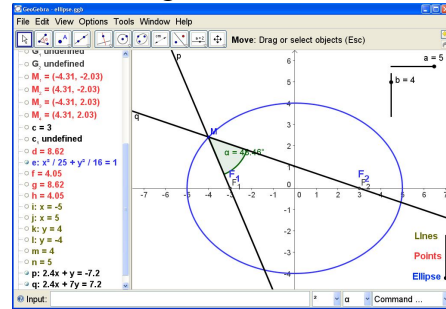 GeoGebra - ellipse.ggb
File Edit View Options Tools Window Help
Move: Drag or select objects (Esc)
G₁ undefined
G₂ undefined
= (-4.31, -2.03)
= (4.31, -2.03)
= (-4.31, 2.03)
= (4.31, 2.03)
c = 3
undefined
d = 8.62
e: x² / 25 + y² / 16 = 1
f = 4.05
g = 8.62
h = 4.05
i: x = -5
j: x = 5
k: y = 4
l: y = -4
m = 4
n = 5
p: 2.4x + y = -7.2
q: 2.4x + 7y = 7.2
p
q
M
α = 48.46°
F₁
F₁
F₂
F₂
a = 5
b = 4
6
5
4
3
2
1
0
-1
-2
-3
-4
-7 -6 -5 -4 -3 -2 -1 0 1 2 3 4 5 6 7
Lines
Points
Ellipse
Input:
² α Command ...